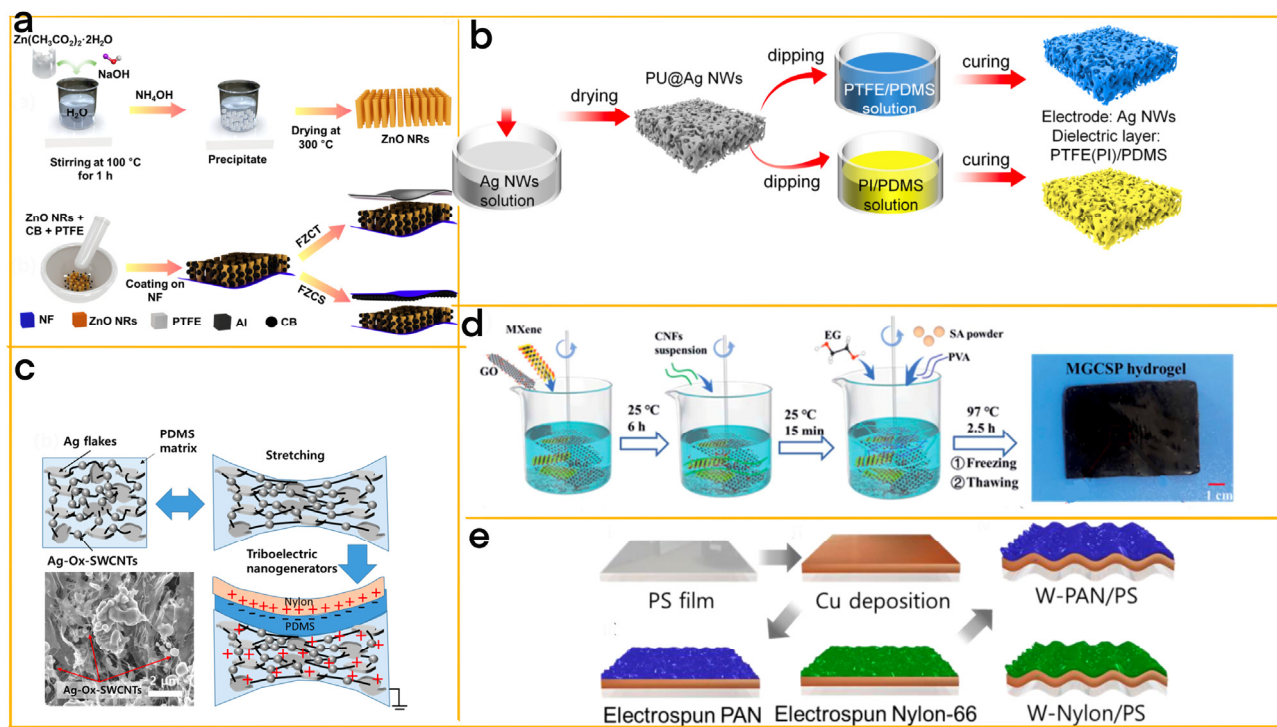 a
Zn(CH₃CO₂)₂·2H₂O
NaOH
H₂O
NH₄OH
Stirring at 100 °C
for 1 h
Precipitate
Drying at
300 °C
ZnO NRs
ZnO NRs +
CB + PTFE
Coating on
NF
FZCT
FZCS
NF
ZnO NRs
PTFE
Al
CB
b
Ag NWs
solution
drying
PU@Ag NWs
dipping
PTFE/PDMS
solution
curing
dipping
PI/PDMS
solution
curing
Electrode: Ag NWs
Dielectric layer:
PTFE(PI)/PDMS
c
(b)
Ag flakes
PDMS
matrix
Stretching
Ag-Ox-SWCNTs
Triboelectric
nanogenerators
Nylon
PDMS
Ag-Ox-SWCNTs
2 μm
d
MXene
GO
25 °C
6 h
CNFs
suspension
25 °C
15 min
EG
SA powder
PVA
97 °C
2.5 h
① Freezing
② Thawing
MGCSP hydrogel
1 cm
e
PS film
Cu deposition
W-PAN/PS
Electrospun PAN
Electrospun Nylon-66
W-Nylon/PS